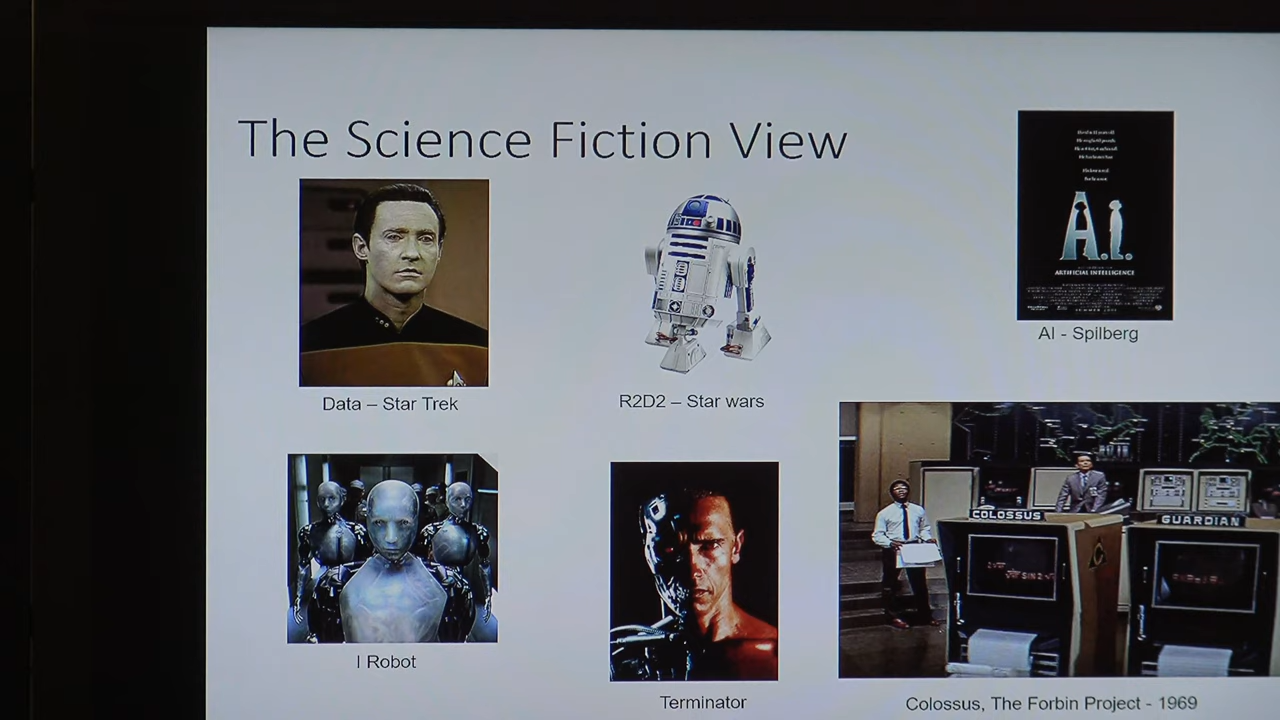 The Science Fiction View
A.I.
ARTIFICIAL INTELLIGENCE
AI - Spilberg
Data – Star Trek
R2D2 – Star wars
COLOSSUS
GUARDIAN
I Robot
Terminator
Colossus, The Forbin Project - 1969